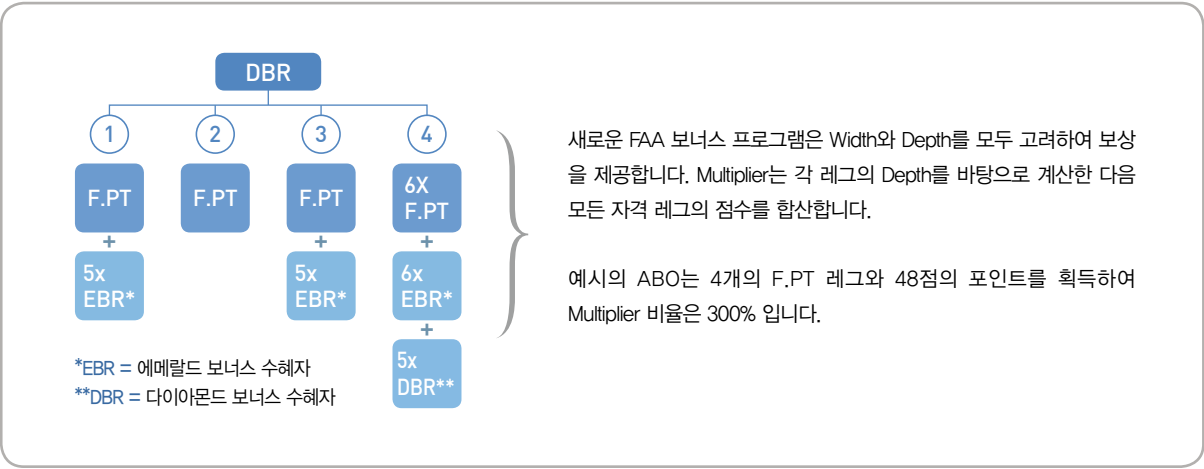 DBR
1 2 3 4
F.PT F.PT F.PT 6X F.PT
+ + +
5x EBR* 5x EBR* 6x EBR*
+
5x DBR**
*EBR = 에메랄드 보너스 수혜자
**DBR = 다이아몬드 보너스 수혜자
새로운 FAA 보너스 프로그램은 Width와 Depth를 모두 고려하여 보상
을 제공합니다. Multiplier는 각 레그의 Depth를 바탕으로 계산한 다음
모든 자격 레그의 점수를 합산합니다.
예시의 ABO는 4개의 F.PT 레그와 48점의 포인트를 획득하여
Multiplier 비율은 300% 입니다.